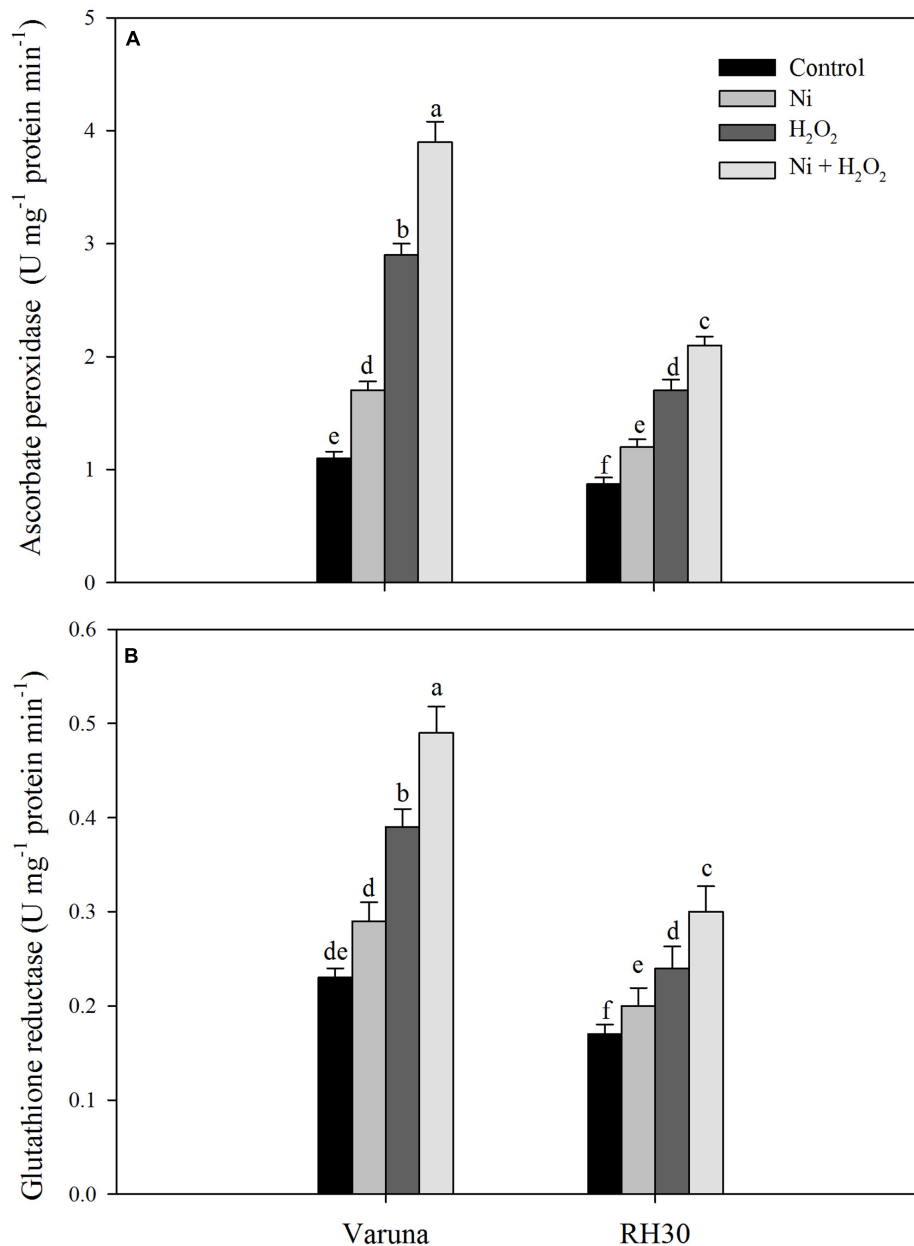 A
Ascorbate peroxidase (U mg⁻¹ protein min⁻¹)
5
4
3
2
1
0
Control
Ni
H₂O₂
Ni + H₂O₂
e
d
b
a
f
e
d
c
B
Glutathione reductase (U mg⁻¹ protein min⁻¹)
0.6
0.5
0.4
0.3
0.2
0.1
0.0
de
d
b
a
f
e
d
c
Varuna
RH30